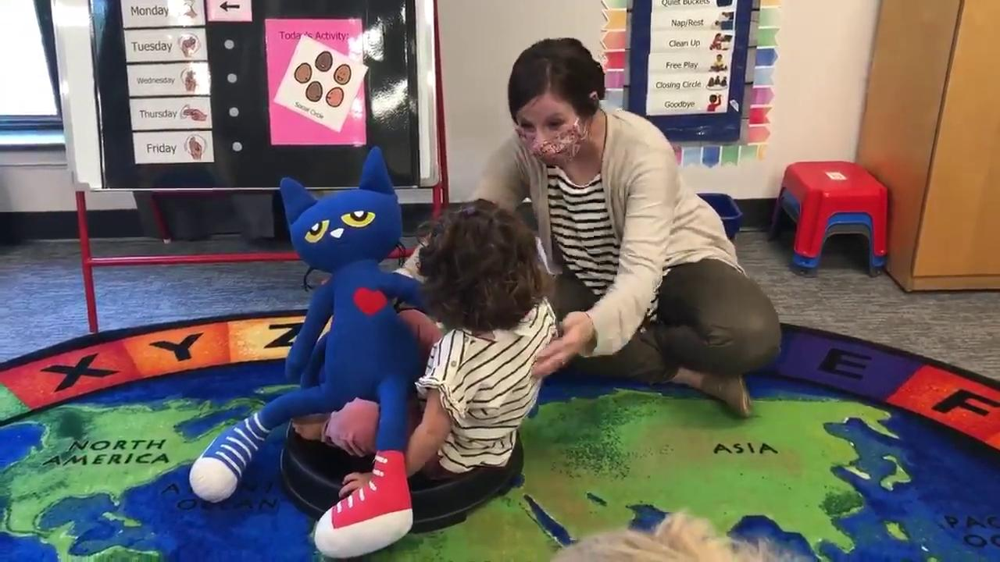 Monday
Tuesday
Wednesday
Thursday
Friday
Today's Activity:
Social Circle
Quiet Buckets
Nap/Rest
Clean Up
Free Play
Closing Circle
Goodbye
X Y Z
E F
NORTH
AMERICA
OCEAN
ASIA